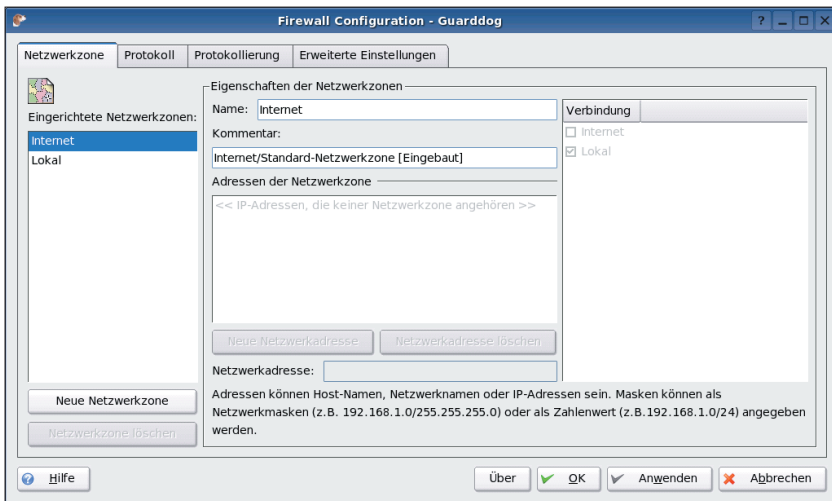 Firewall Configuration - Guarddog
Netzwerkzone
Protokoll
Protokollierung
Erweiterte Einstellungen
Eingerichtete Netzwerkzonen:
Internet
Lokal
Neue Netzwerkzone
Netzwerkzone löschen
Eigenschaften der Netzwerkzonen
Name: Internet
Kommentar:
Internet/Standard-Netzwerkzone [Eingebaut]
Adressen der Netzwerkzone
<< IP-Adressen, die keiner Netzwerkzone angehören >>
Neue Netzwerkadresse
Netzwerkadresse löschen
Netzwerkadresse:
Verbindung
Internet
Lokal
Adressen können Host-Namen, Netzwerknamen oder IP-Adressen sein. Masken können als
Netzwerkmasken (z.B. 192.168.1.0/255.255.255.0) oder als Zahlenwert (z.B.192.168.1.0/24) angegeben
werden.
Hilfe
Über
OK
Anwenden
Abbrechen